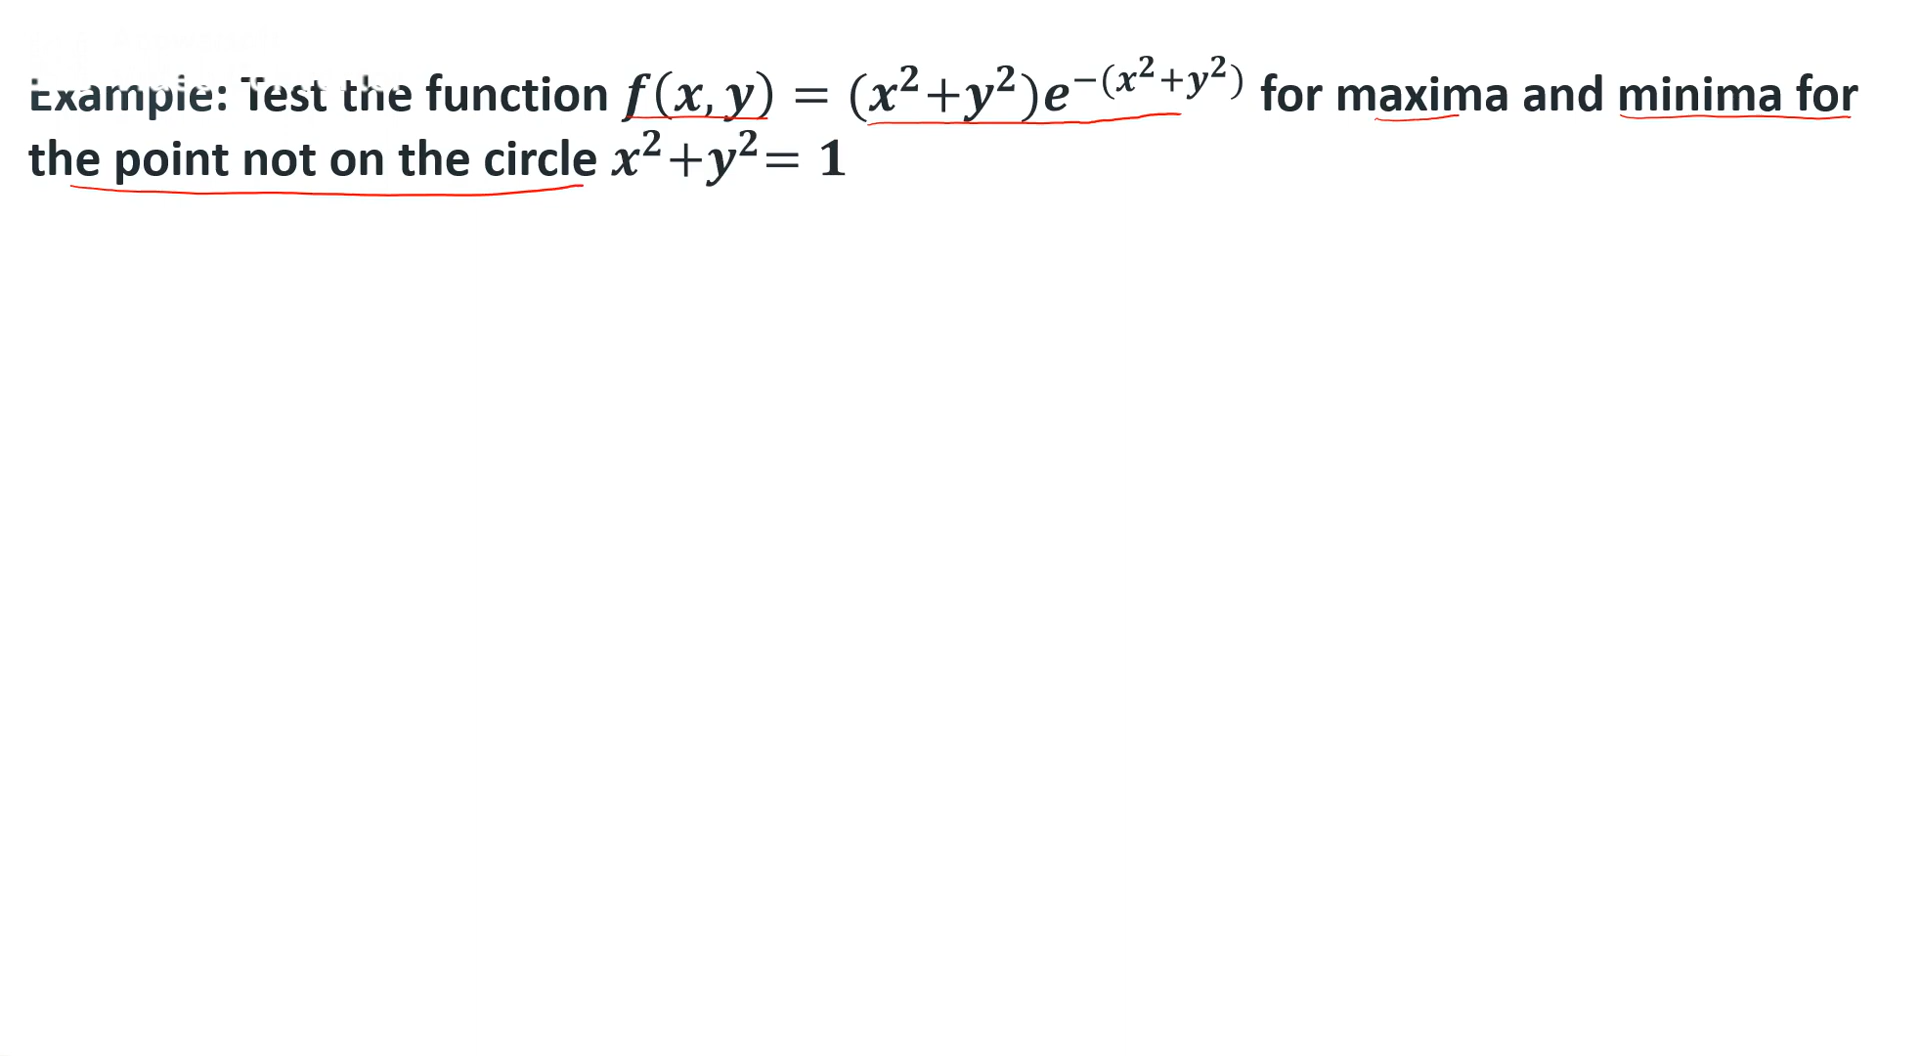 Example: Test the function f(x, y) = (x²+y²)e^{−(x²+y²)} for maxima and minima for
the point not on the circle x²+y²= 1